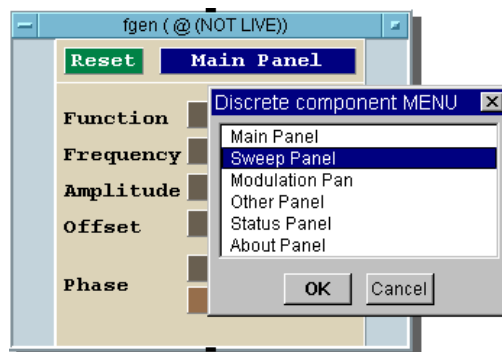 fgen ( @ (NOT LIVE))
Reset Main Panel
Function
Frequency
Amplitude
Offset
Phase
Discrete component MENU
Main Panel
Sweep Panel
Modulation Pan
Other Panel
Status Panel
About Panel
OK Cancel